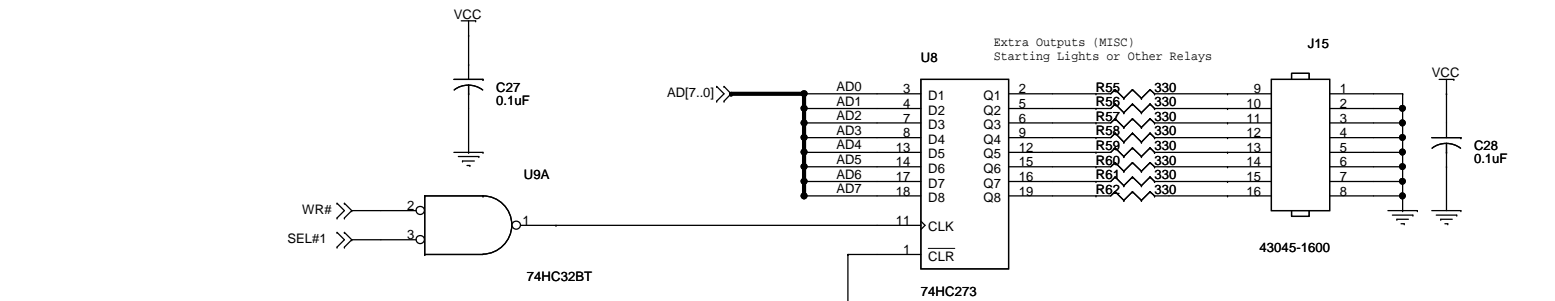 VCC
C27
0.1uF
Extra Outputs (MISC)
Starting Lights or Other Relays
U8
J15
VCC
AD[7..0]
AD0 3 D1 Q1 2 R55 330 9 1
AD1 4 D2 Q2 5 R56 330 10 2
AD2 7 D3 Q3 6 R57 330 11 3
AD3 8 D4 Q4 9 R58 330 12 4
AD4 13 D5 Q5 12 R59 330 13 5
AD5 14 D6 Q6 15 R60 330 14 6
AD6 17 D7 Q7 16 R61 330 15 7
AD7 18 D8 Q8 19 R62 330 16 8
C28
0.1uF
U9A
WR# 2
SEL#1 3
1
11 CLK
1 CLR
74HC32BT
74HC273
43045-1600